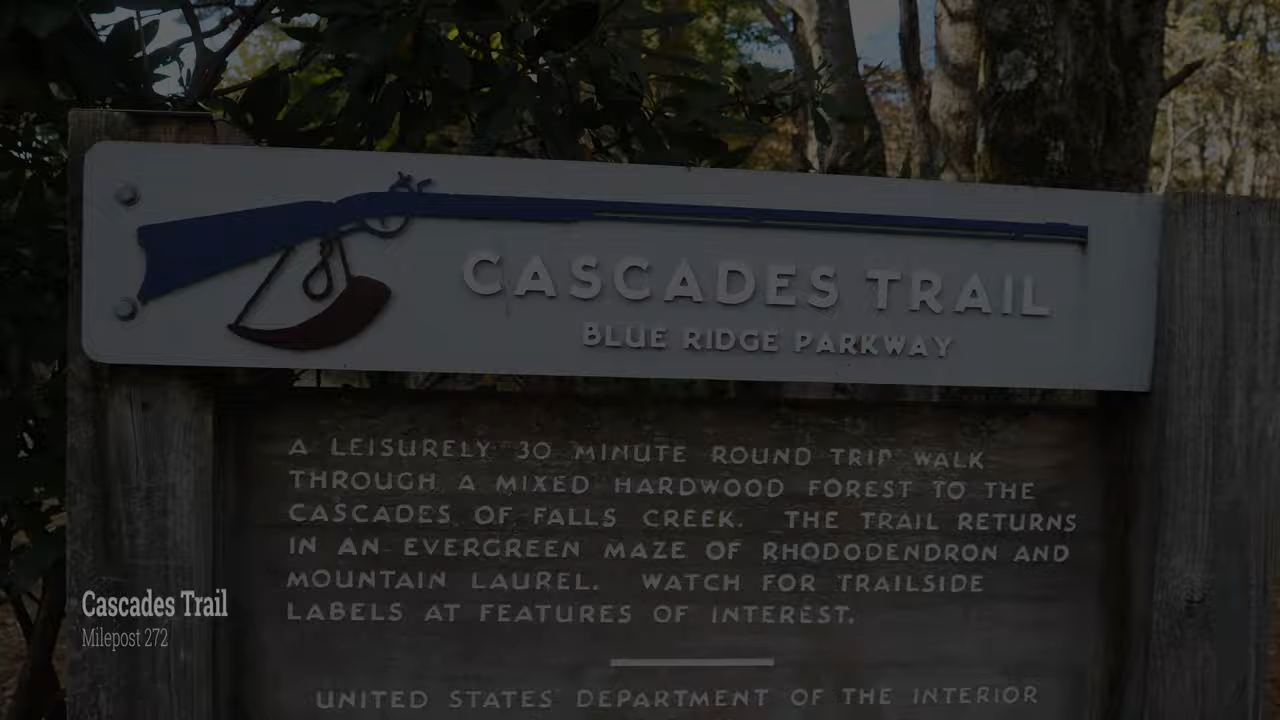 CASCADES TRAIL
BLUE RIDGE PARKWAY
A LEISURELY 30 MINUTE ROUND TRIP WALK
THROUGH A MIXED HARDWOOD FOREST TO THE
CASCADES OF FALLS CREEK. THE TRAIL RETURNS
IN AN EVERGREEN MAZE OF RHODODENDRON AND
MOUNTAIN LAUREL. WATCH FOR TRAILSIDE
LABELS AT FEATURES OF INTEREST.
UNITED STATES DEPARTMENT OF THE INTERIOR
Cascades Trail
Milepost 272